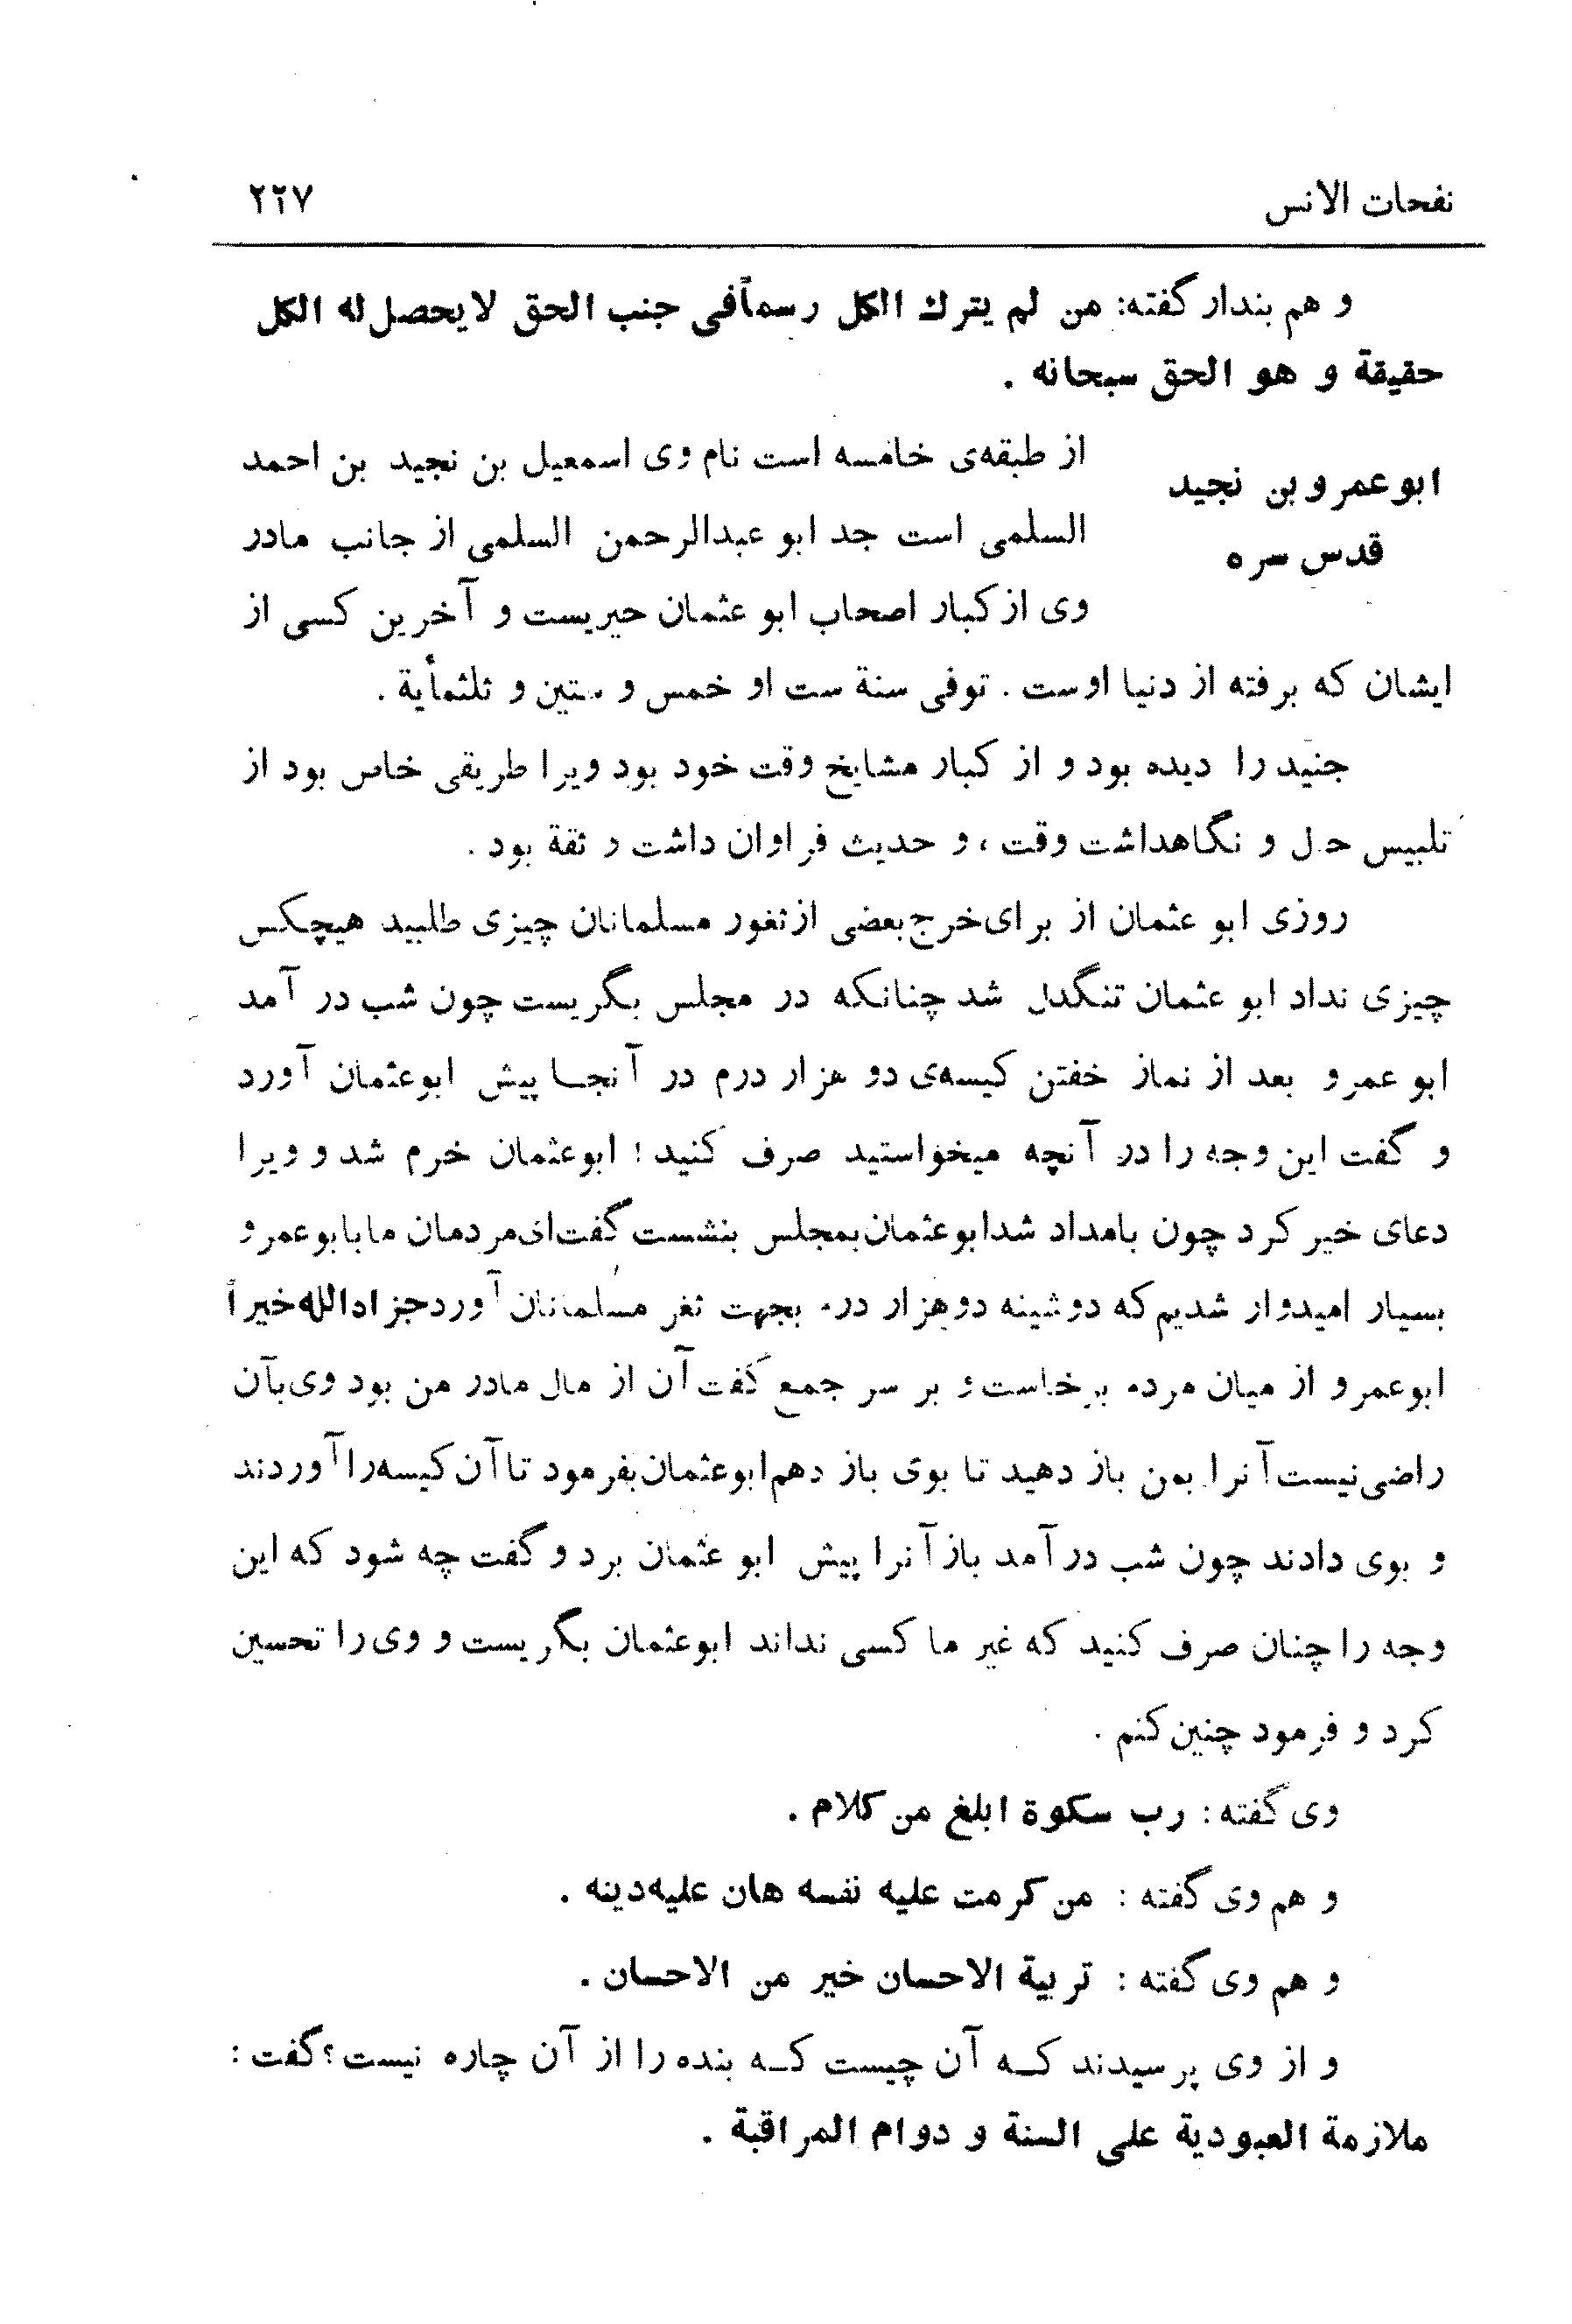 نفحات الانس ۲۲۷
و هم بندار گفته: من لم یترك الکل رسماًفی جنب الحق لایحصل له الکل
حقیقة و هو الحق سبحانه .
ابوعمروبن نجید
قدس سره
از طبقه‌ی خامسه است نام وی اسمعیل بن نجید بن احمد
السلمی است جد ابو عبدالرحمن السلمی از جانب مادر
وی از کبار اصحاب ابو عثمان حیریست و آخرین کسی از
ایشان که برفته از دنیا اوست . توفی سنة ست او خمس و ستین و ثلثمأیة .
جنید را دیده بود و از کبار مشایخ وقت خود بود ویرا طریقی خاص بود از
تلبیس حال و نگاهداشت وقت ، و حدیث فراوان داشت و ثقة بود .
روزی ابو عثمان از برای خرج بعضی از ثغور مسلمانان چیزی طلبید هیچکس
چیزی نداد ابو عثمان تنگدل شد چنانکه در مجلس بگریست چون شب در آمد
ابو عمرو بعد از نماز خفتن کیسه‌ی دو هزار درم در آنجا پیش ابوعثمان آورد
و گفت این وجه را در آنچه میخواستید صرف کنید ؛ ابوعثمان خرم شد و ویرا
دعای خیر کرد چون بامداد شدابوعثمان بمجلس بنشست گفت‌ای‌مردمان ما بابوعمرو
بسیار امیدوار شدیم که دوشینه دوهزار درم بجهت ثغر مسلمانان آورد جزاه‌الله خیراً
ابوعمرو از میان مردم برخاست و بر سر جمع گفت آن از مال مادر من بود وی بآن
راضی نیست آنرا بمن باز دهید تا بوی باز دهم ابوعثمان بفرمود تا آن کیسه را آوردند
و بوی دادند چون شب درآمد باز آنرا پیش ابو عثمان برد و گفت چه شود که این
وجه را چنان صرف کنید که غیر ما کسی نداند ابوعثمان بگریست و وی را تحسین
کرد و فرمود چنین کنم .
وی گفته : رب سکوة ابلغ من کلام .
و هم وی گفته : من کرمت علیه نفسه هان علیه دینه .
و هم وی گفته : تربیة الاحسان خیر من الاحسان .
و از وی پرسیدند که آن چیست که بنده را از آن چاره نیست ؟ گفت :
ملازمة العبودیة علی السنة و دوام المراقبة .